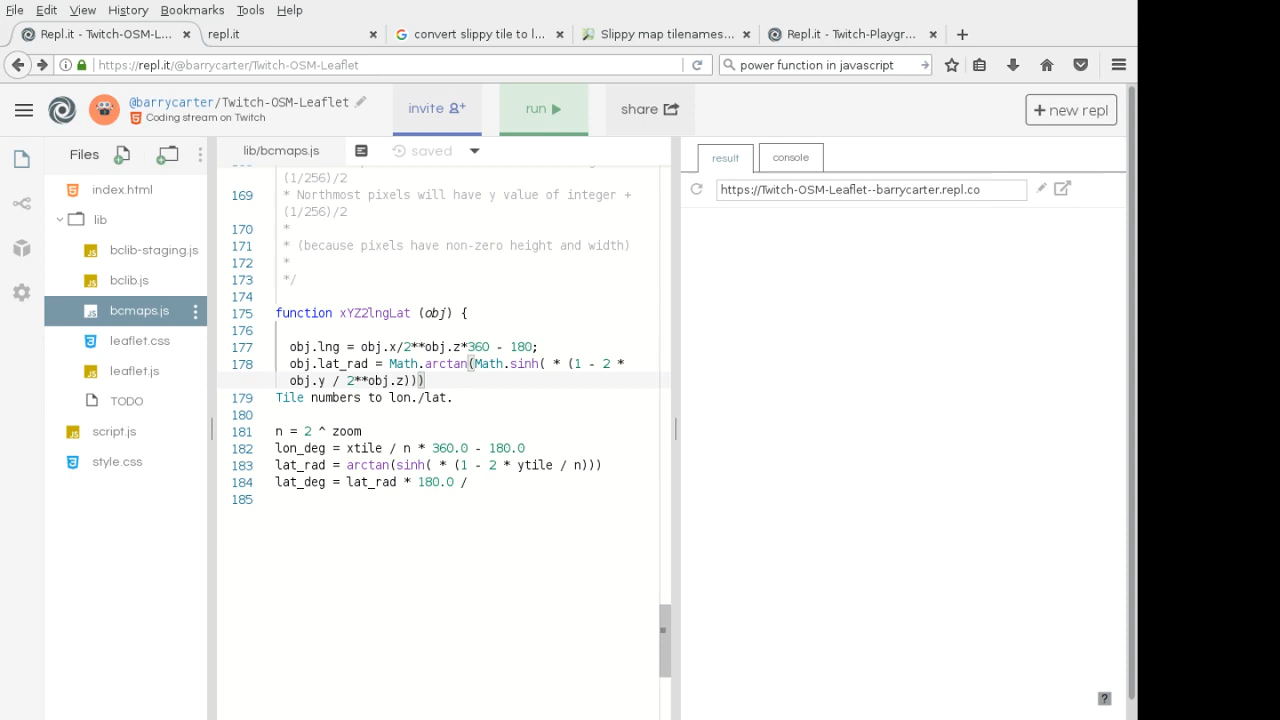 File Edit View History Bookmarks Tools Help
Repl.it - Twitch-OSM-L...
repl.it
convert slippy tile to l...
Slippy map tilenames...
Repl.it - Twitch-Playgr...
https://repl.it/@barrycarter/Twitch-OSM-Leaflet
power function in javascript
@barrycarter/Twitch-OSM-Leaflet
Coding stream on Twitch
invite
run
share
+ new repl
Files
index.html
lib
bclib-staging.js
bclib.js
bcmaps.js
leaflet.css
leaflet.js
TODO
script.js
style.css
lib/bcmaps.js
saved
(1/256)/2
169 * Northmost pixels will have y value of integer +
(1/256)/2
170 *
171 * (because pixels have non-zero height and width)
172 *
173 */
174
175 function xYZ2lngLat (obj) {
176
177 obj.lng = obj.x/2**obj.z*360 - 180;
178 obj.lat_rad = Math.arctan(Math.sinh( * (1 - 2 *
obj.y / 2**obj.z)))
179 Tile numbers to lon./lat.
180
181 n = 2 ^ zoom
182 lon_deg = xtile / n * 360.0 - 180.0
183 lat_rad = arctan(sinh( * (1 - 2 * ytile / n)))
184 lat_deg = lat_rad * 180.0 /
185
result
console
https://Twitch-OSM-Leaflet--barrycarter.repl.co
?